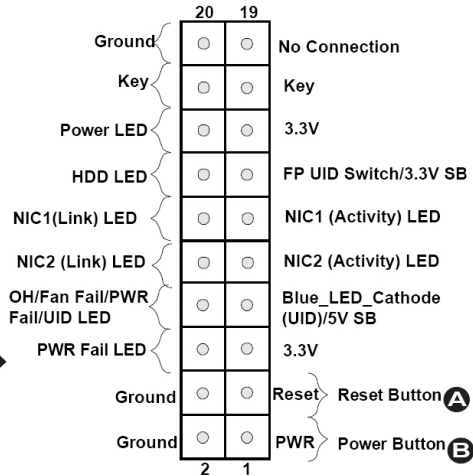 20 19
Ground No Connection
Key Key
Power LED 3.3V
HDD LED FP UID Switch/3.3V SB
NIC1(Link) LED NIC1 (Activity) LED
NIC2 (Link) LED NIC2 (Activity) LED
OH/Fan Fail/PWR
Fail/UID LED
Blue_LED_Cathode
(UID)/5V SB
PWR Fail LED 3.3V
Ground Reset Reset Button A
Ground PWR Power Button B
2 1